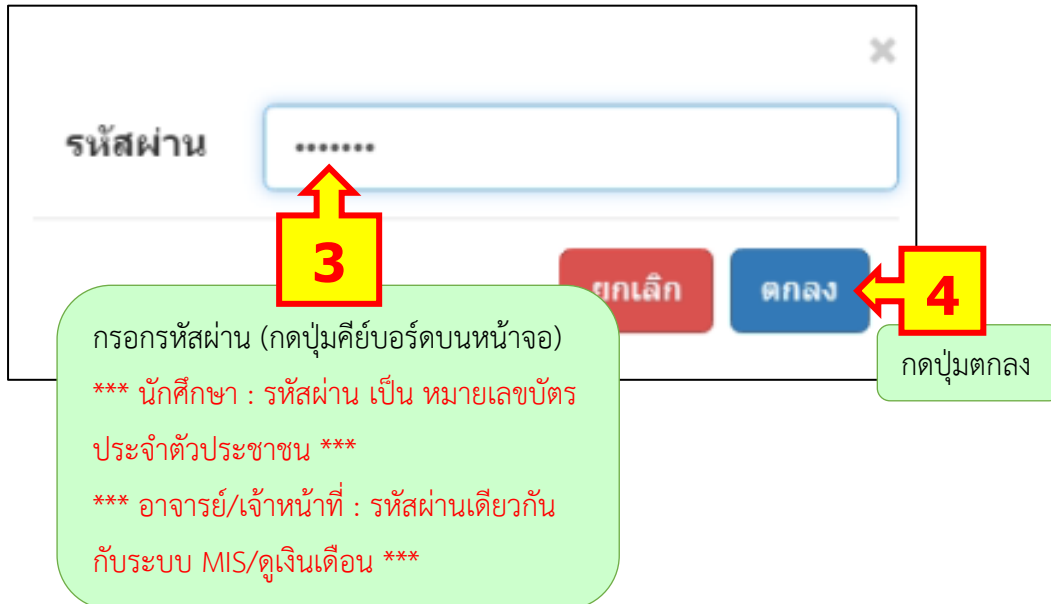 ×
รหัสผ่าน
•••••••
3
ยกเลิก
ตกลง
4
กรอกรหัสผ่าน (กดปุ่มคีย์บอร์ดบนหน้าจอ)
*** นักศึกษา : รหัสผ่าน เป็น หมายเลขบัตร
ประจำตัวประชาชน ***
*** อาจารย์/เจ้าหน้าที่ : รหัสผ่านเดียวกัน
กับระบบ MIS/ดูเงินเดือน ***
กดปุ่มตกลง